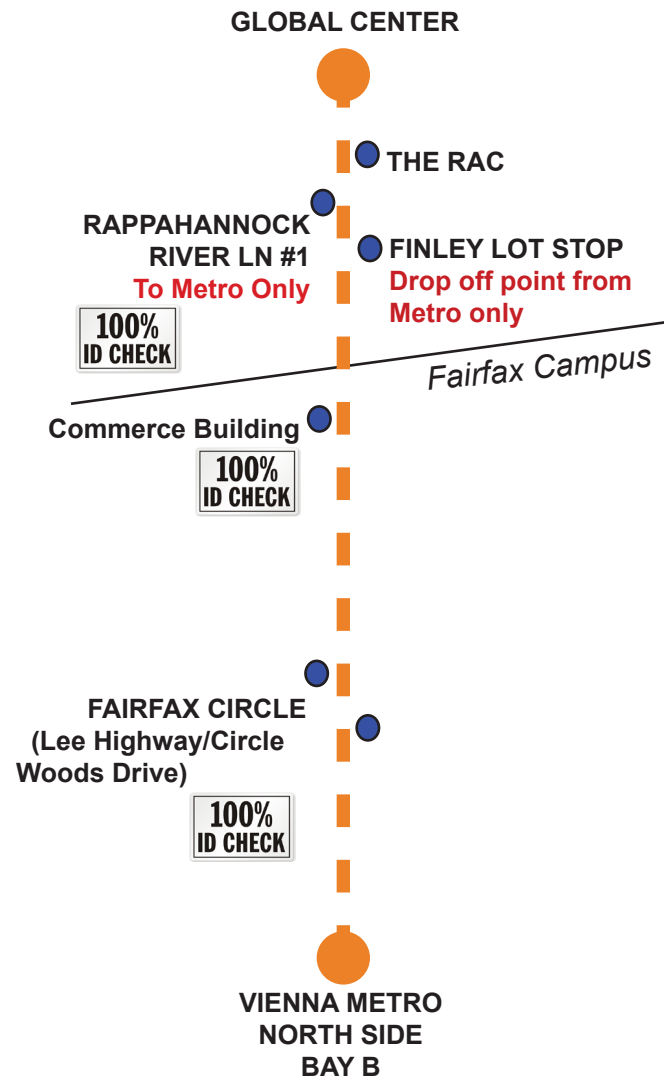 GLOBAL CENTER
THE RAC
RAPPAHANNOCK
RIVER LN #1
To Metro Only
FINLEY LOT STOP
Drop off point from
Metro only
100%
ID CHECK
Fairfax Campus
Commerce Building
100%
ID CHECK
FAIRFAX CIRCLE
(Lee Highway/Circle
Woods Drive)
100%
ID CHECK
VIENNA METRO
NORTH SIDE
BAY B